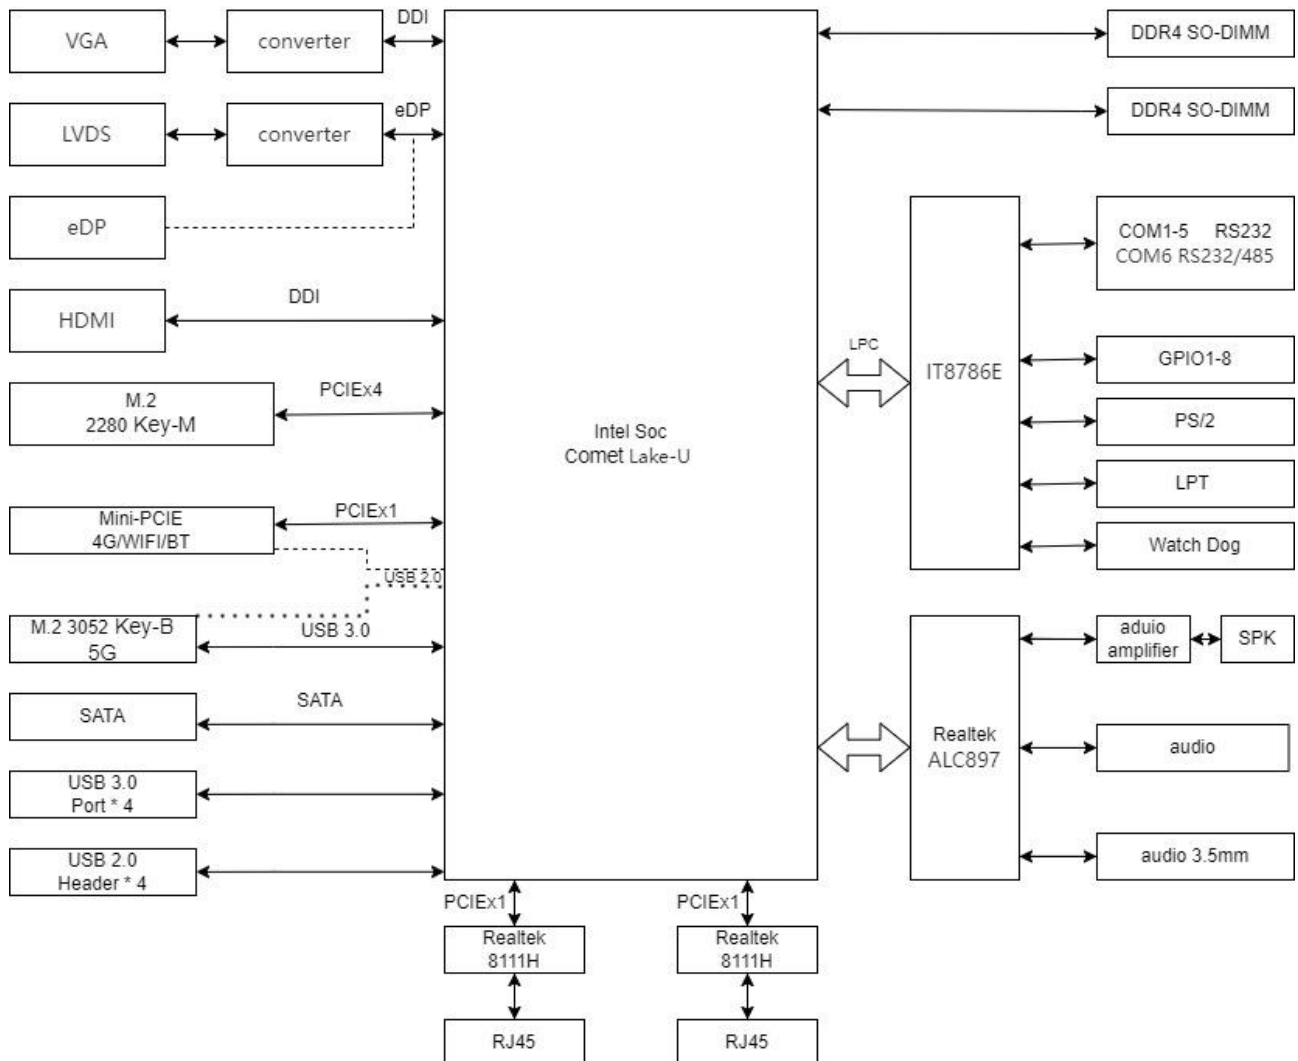 VGA
converter
DDI
LVDS
converter
eDP
eDP
HDMI
DDI
M.2
2280 Key-M
PCIEx4
Mini-PCIE
4G/WIFI/BT
PCIEx1
USB 2.0
M.2 3052 Key-B
5G
USB 3.0
SATA
SATA
USB 3.0
Port * 4
USB 2.0
Header * 4
Intel Soc
Comet Lake-U
PCIEx1
Realtek
8111H
RJ45
PCIEx1
Realtek
8111H
RJ45
DDR4 SO-DIMM
DDR4 SO-DIMM
LPC
IT8786E
COM1-5 RS232
COM6 RS232/485
GPIO1-8
PS/2
LPT
Watch Dog
Realtek
ALC897
aduio
amplifier
SPK
audio
audio 3.5mm